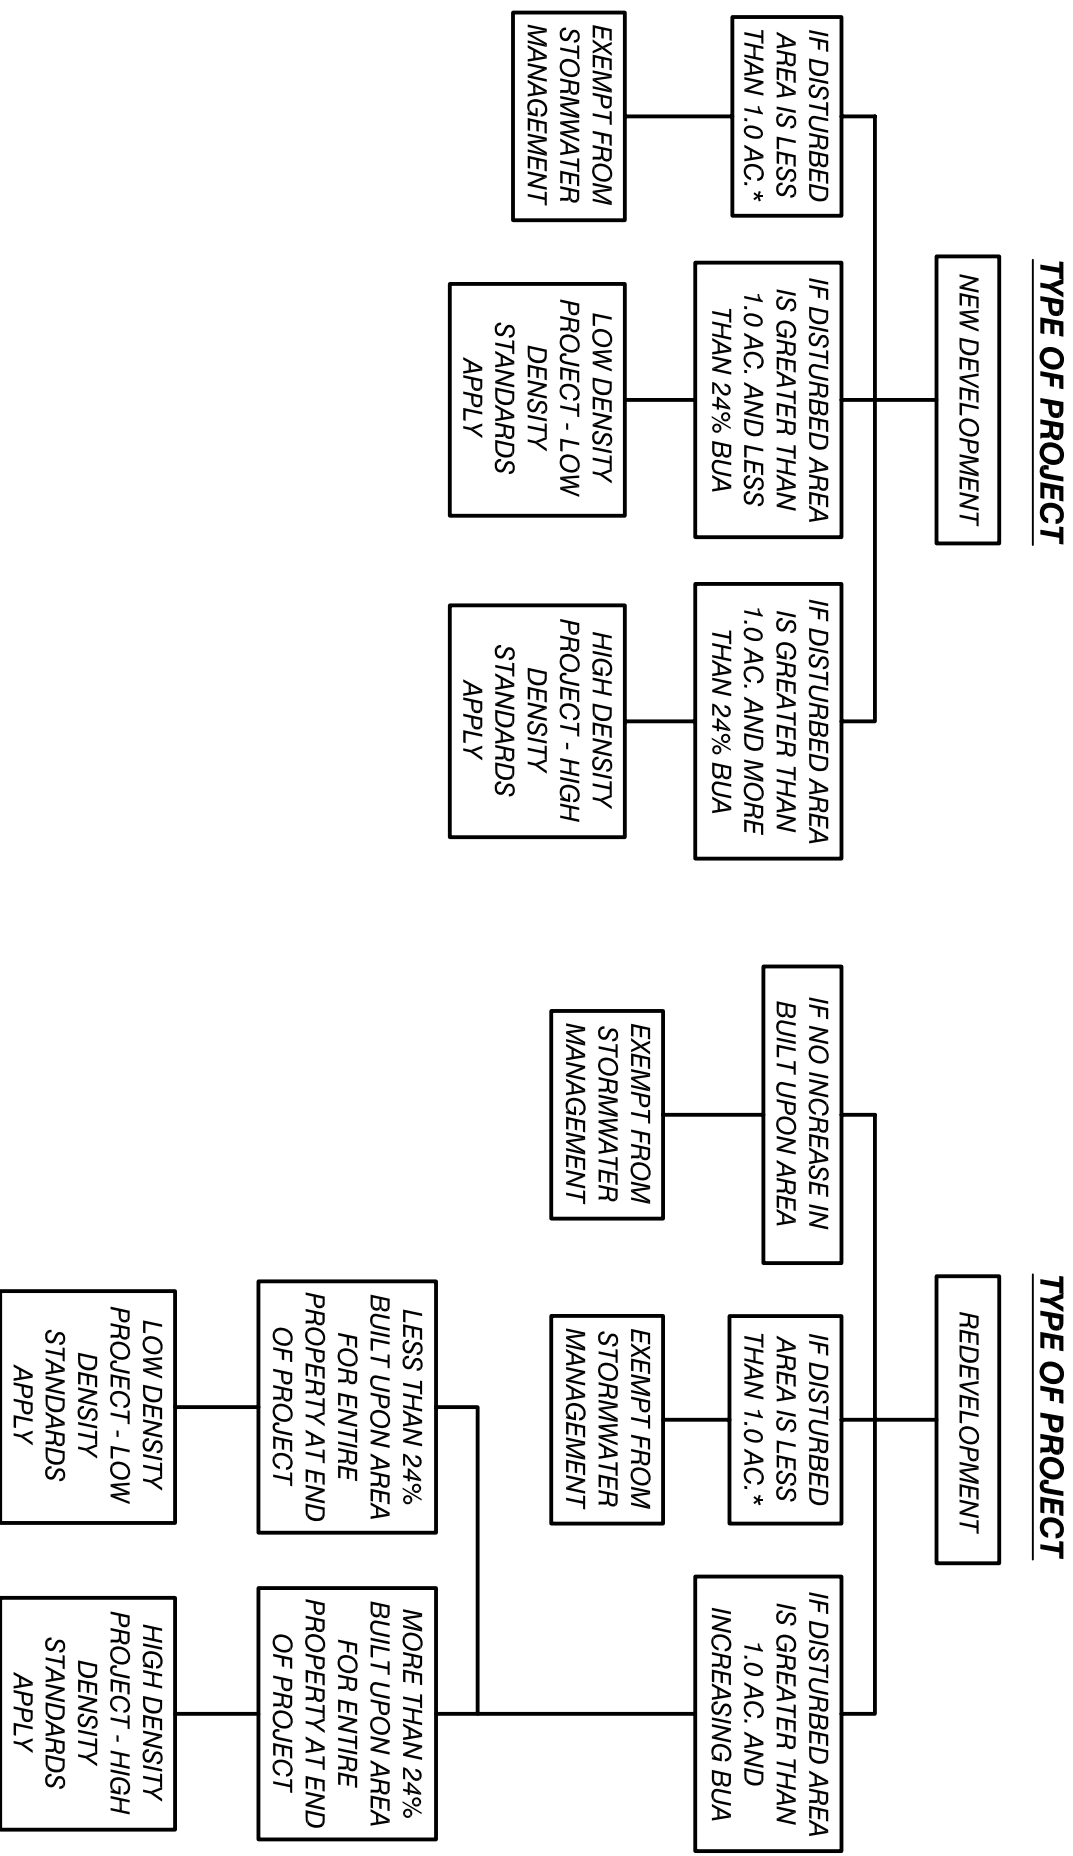 TYPE OF PROJECT
NEW DEVELOPMENT
IF DISTURBED
AREA IS LESS
THAN 1.0 AC.*
EXEMPT FROM
STORMWATER
MANAGEMENT
IF DISTURBED AREA
IS GREATER THAN
1.0 AC. AND LESS
THAN 24% BUA
LOW DENSITY
PROJECT - LOW
DENSITY
STANDARDS
APPLY
IF DISTURBED AREA
IS GREATER THAN
1.0 AC. AND MORE
THAN 24% BUA
HIGH DENSITY
PROJECT - HIGH
DENSITY
STANDARDS
APPLY
TYPE OF PROJECT
REDEVELOPMENT
IF NO INCREASE IN
BUILT UPON AREA
EXEMPT FROM
STORMWATER
MANAGEMENT
IF DISTURBED
AREA IS LESS
THAN 1.0 AC.*
EXEMPT FROM
STORMWATER
MANAGEMENT
IF DISTURBED AREA
IS GREATER THAN
1.0 AC. AND
INCREASING BUA
LESS THAN 24%
BUILT UPON AREA
FOR ENTIRE
PROPERTY AT END
OF PROJECT
LOW DENSITY
PROJECT - LOW
DENSITY
STANDARDS
APPLY
MORE THAN 24%
BUILT UPON AREA
FOR ENTIRE
PROPERTY AT END
OF PROJECT
HIGH DENSITY
PROJECT - HIGH
DENSITY
STANDARDS
APPLY